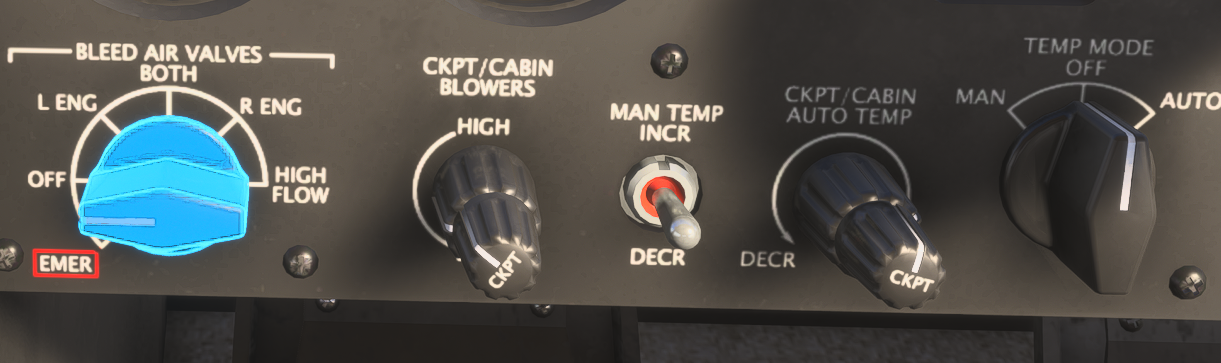 BLEED AIR VALVES
BOTH
L ENG
R ENG
OFF
HIGH
FLOW
EMER
CKPT/CABIN
BLOWERS
HIGH
CKPT
MAN TEMP
INCR
DECR
CKPT/CABIN
AUTO TEMP
DECR
CKPT
TEMP MODE
OFF
MAN
AUTO